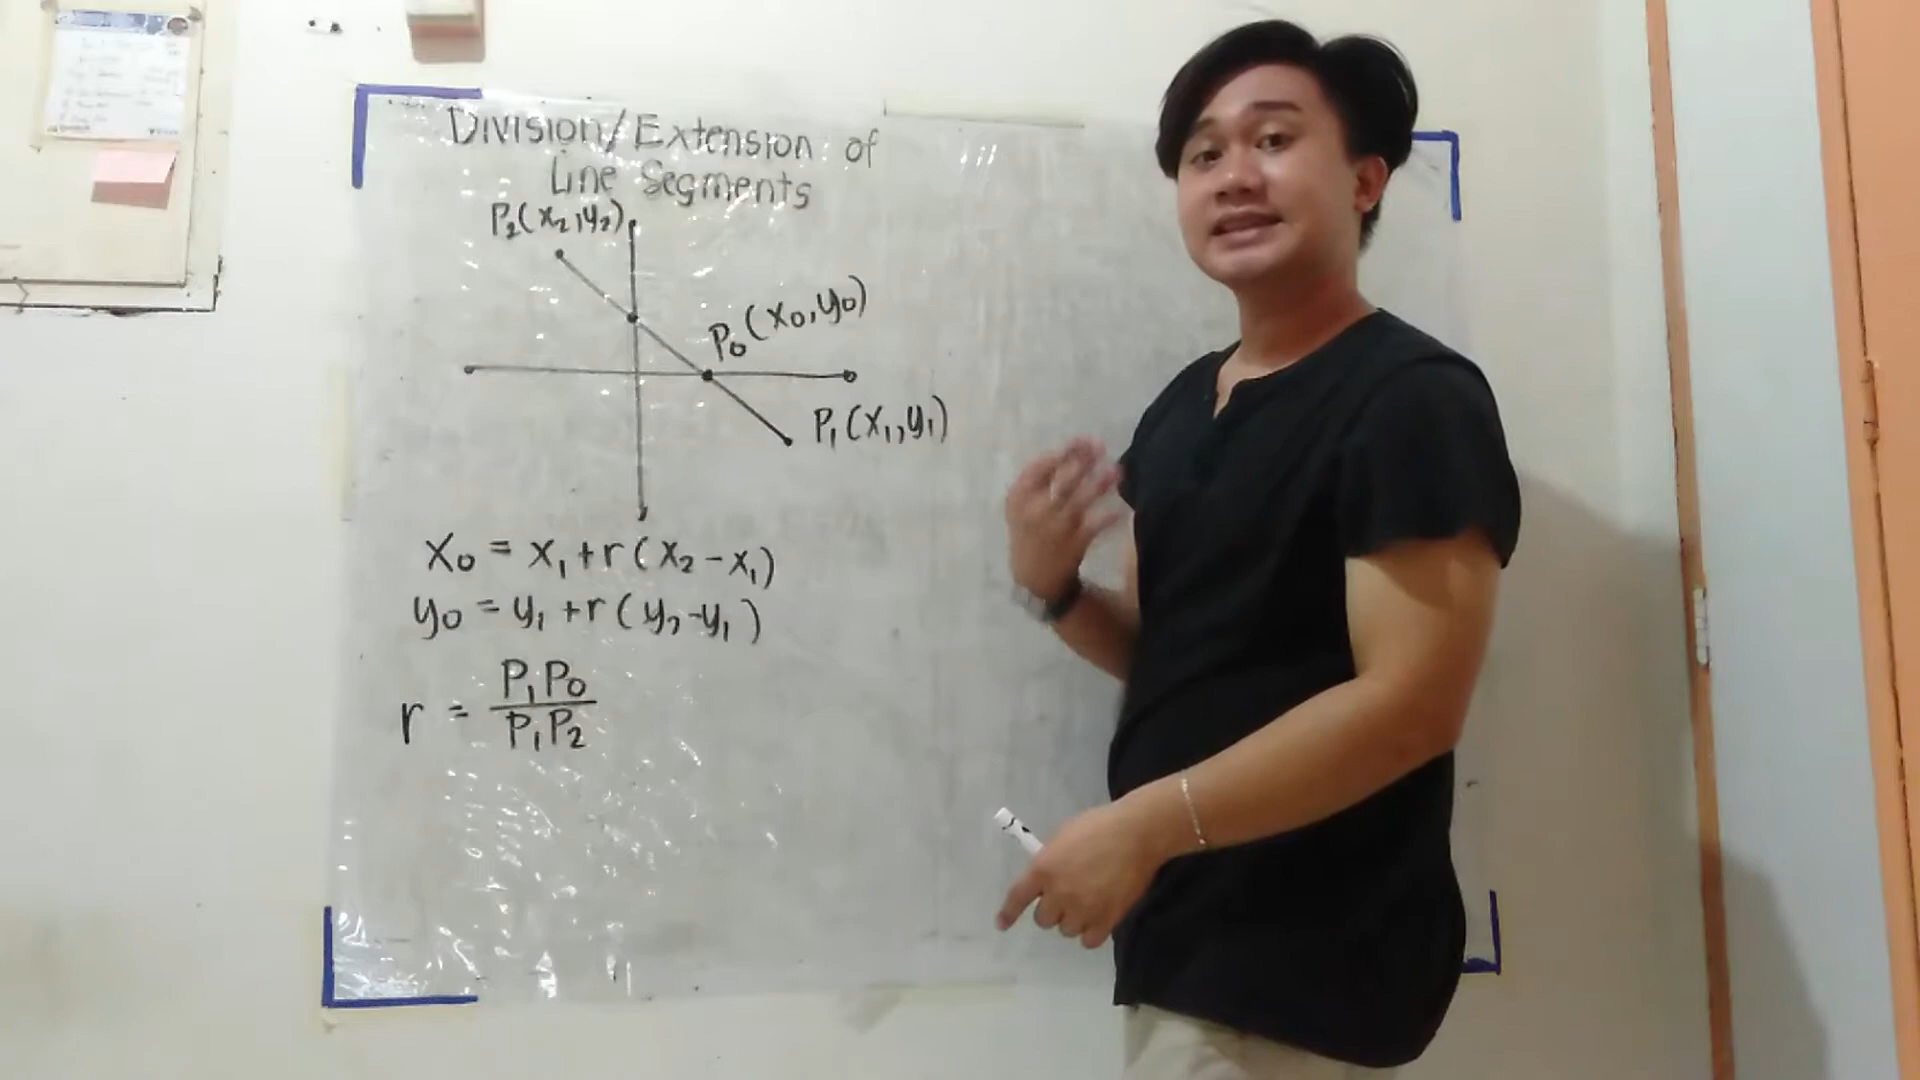 Division/Extension of
Line Segments
P₂(x₂,y₂)
P₀(x₀,y₀)
P₁(x₁,y₁)
x₀ = x₁ + r(x₂ - x₁)
y₀ = y₁ + r(y₂ - y₁)
r = P₁P₀/P₁P₂